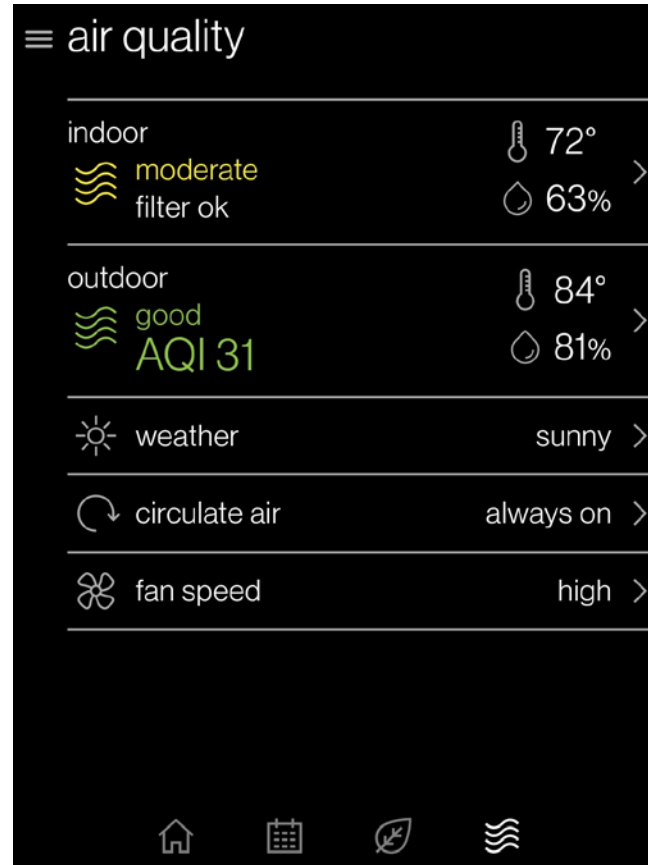 air quality
indoor
moderate
filter ok
72°
63%
outdoor
good
AQI 31
84°
81%
weather
sunny
circulate air
always on
fan speed
high